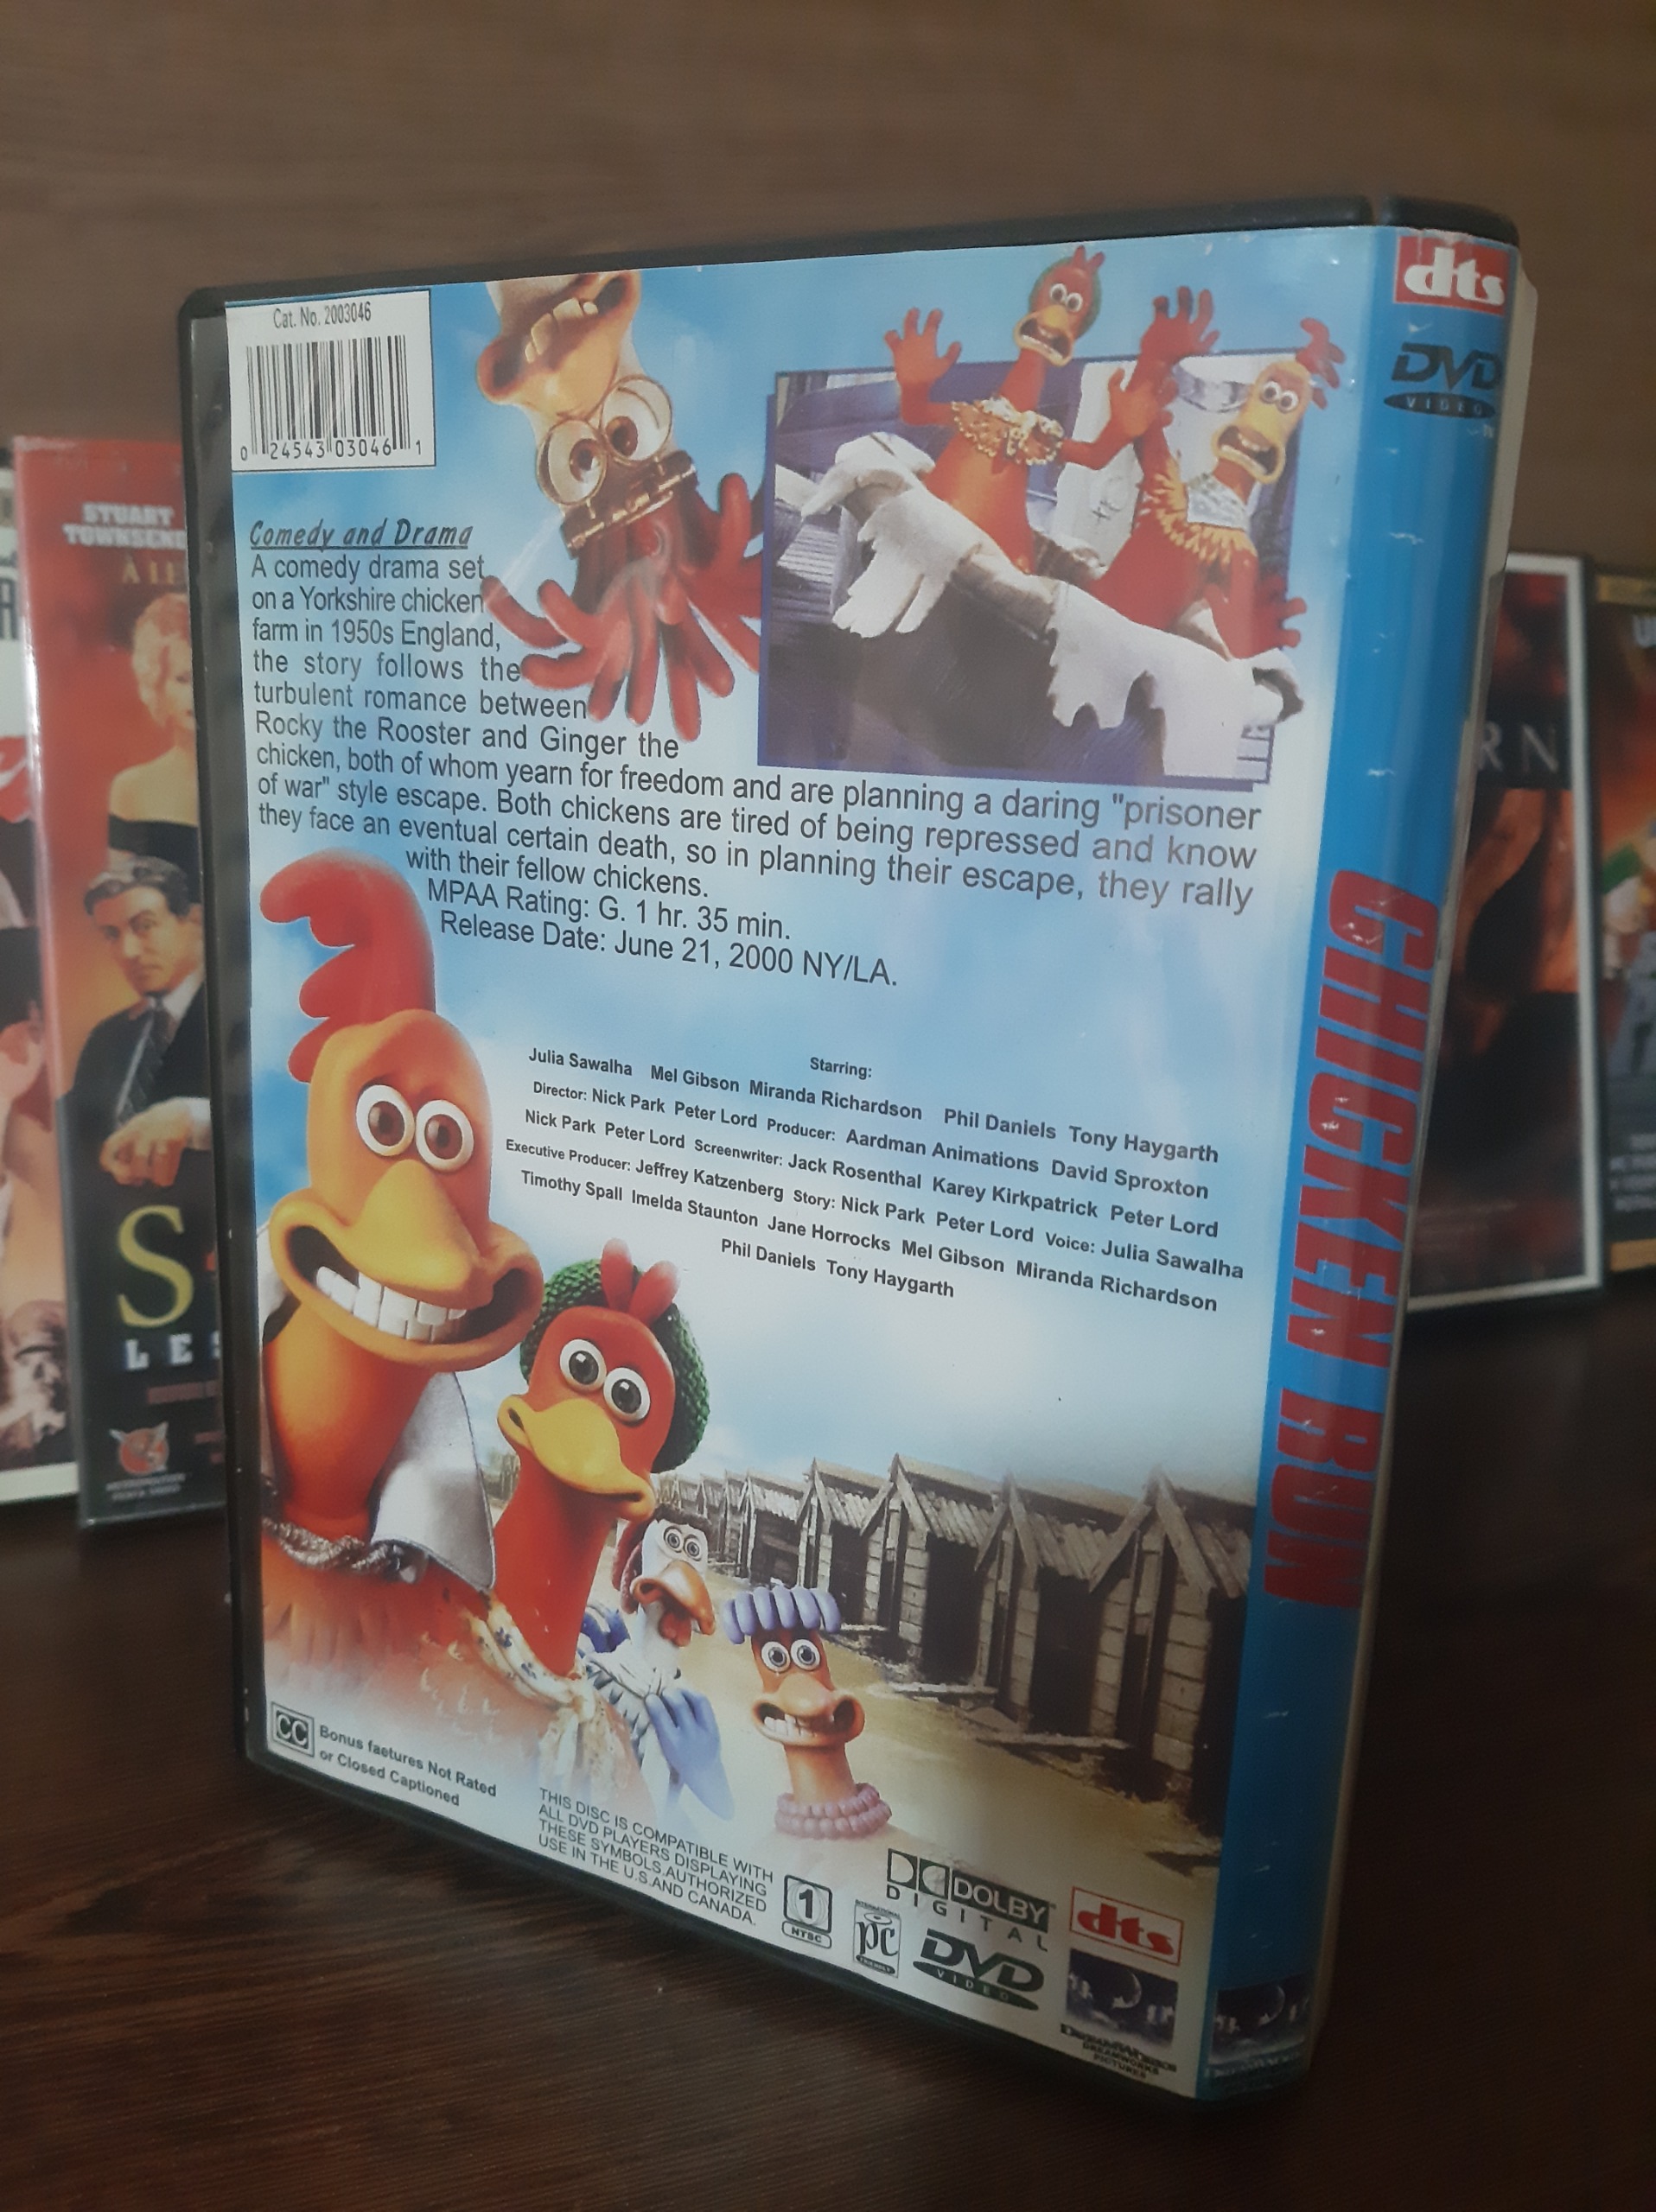 Cat. No. 2003046
0 24543 03046 1
Comedy and Drama
A comedy drama set
on a Yorkshire chicken
farm in 1950s England,
the story follows the
turbulent romance between
Rocky the Rooster and Ginger the
chicken, both of whom yearn for freedom and are planning a daring "prisoner
of war" style escape. Both chickens are tired of being repressed and know
they face an eventual certain death, so in planning their escape, they rally
with their fellow chickens.
MPAA Rating: G. 1 hr. 35 min.
Release Date: June 21, 2000 NY/LA.
Starring:
Julia Sawalha Mel Gibson Miranda Richardson Phil Daniels Tony Haygarth
Director: Nick Park Peter Lord Producer: Aardman Animations David Sproxton
Nick Park Peter Lord Screenwriter: Jack Rosenthal Karey Kirkpatrick Peter Lord
Executive Producer: Jeffrey Katzenberg Story: Nick Park Peter Lord Voice: Julia Sawalha
Timothy Spall Imelda Staunton Jane Horrocks Mel Gibson Miranda Richardson
Phil Daniels Tony Haygarth
CC
Bonus faetures Not Rated
or Closed Captioned
THIS DISC IS COMPATIBLE WITH
ALL DVD PLAYERS DISPLAYING
THESE SYMBOLS.AUTHORIZED
USE IN THE U.S.AND CANADA.
1
NTSC
pc
DOLBY
DIGITAL
DVD
VIDEO
dts
DREAMWORKS
PICTURES
dts
DVD
VIDEO
CHICKEN RUN
STUART
TOWNSEND
À LE
S
LES
RN